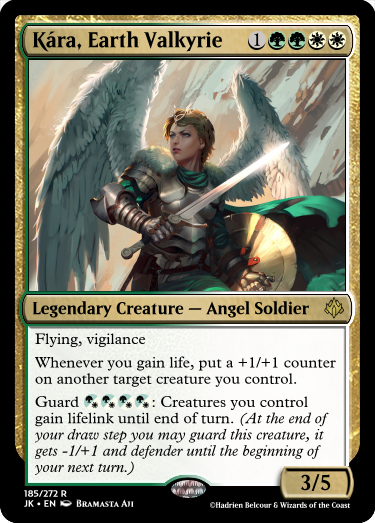 Ķára, Earth Valkyrie 1
Legendary Creature — Angel Soldier
Flying, vigilance
Whenever you gain life, put a +1/+1 counter
on another target creature you control.
Guard : Creatures you control
gain lifelink until end of turn. (At the end of
your draw step you may guard this creature, it
gets -1/+1 and defender until the beginning of
your next turn.)
3/5
185/272 R
JK • EN Bramasta Aji
©Hadrien Belcour & Wizards of the Coast